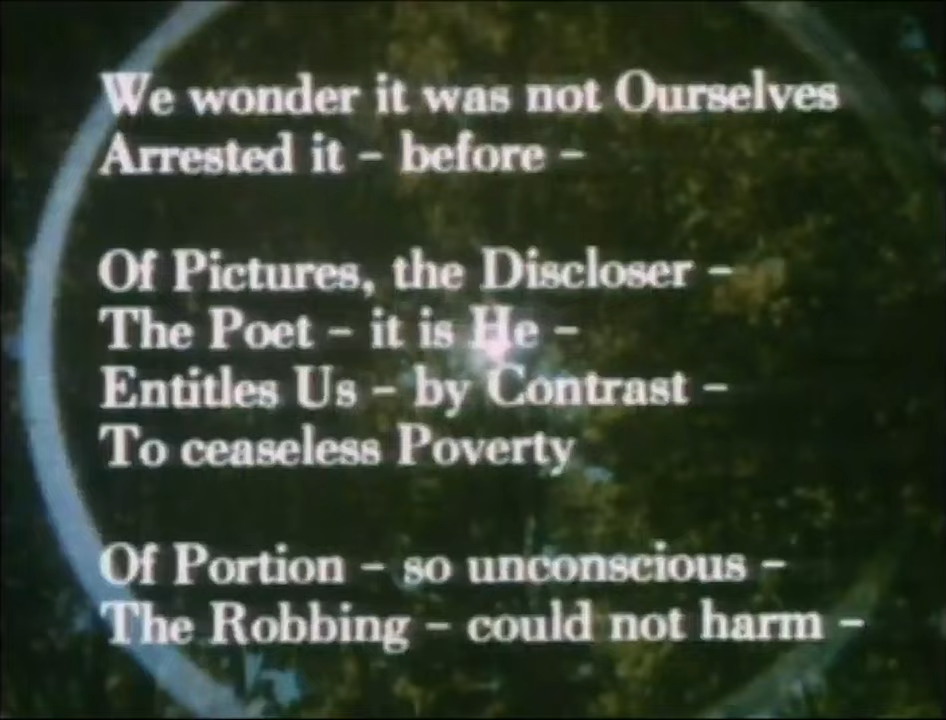 We wonder it was not Ourselves
Arrested it – before –
Of Pictures, the Discloser –
The Poet – it is He –
Entitles Us – by Contrast –
To ceaseless Poverty
Of Portion – so unconscious –
The Robbing – could not harm –